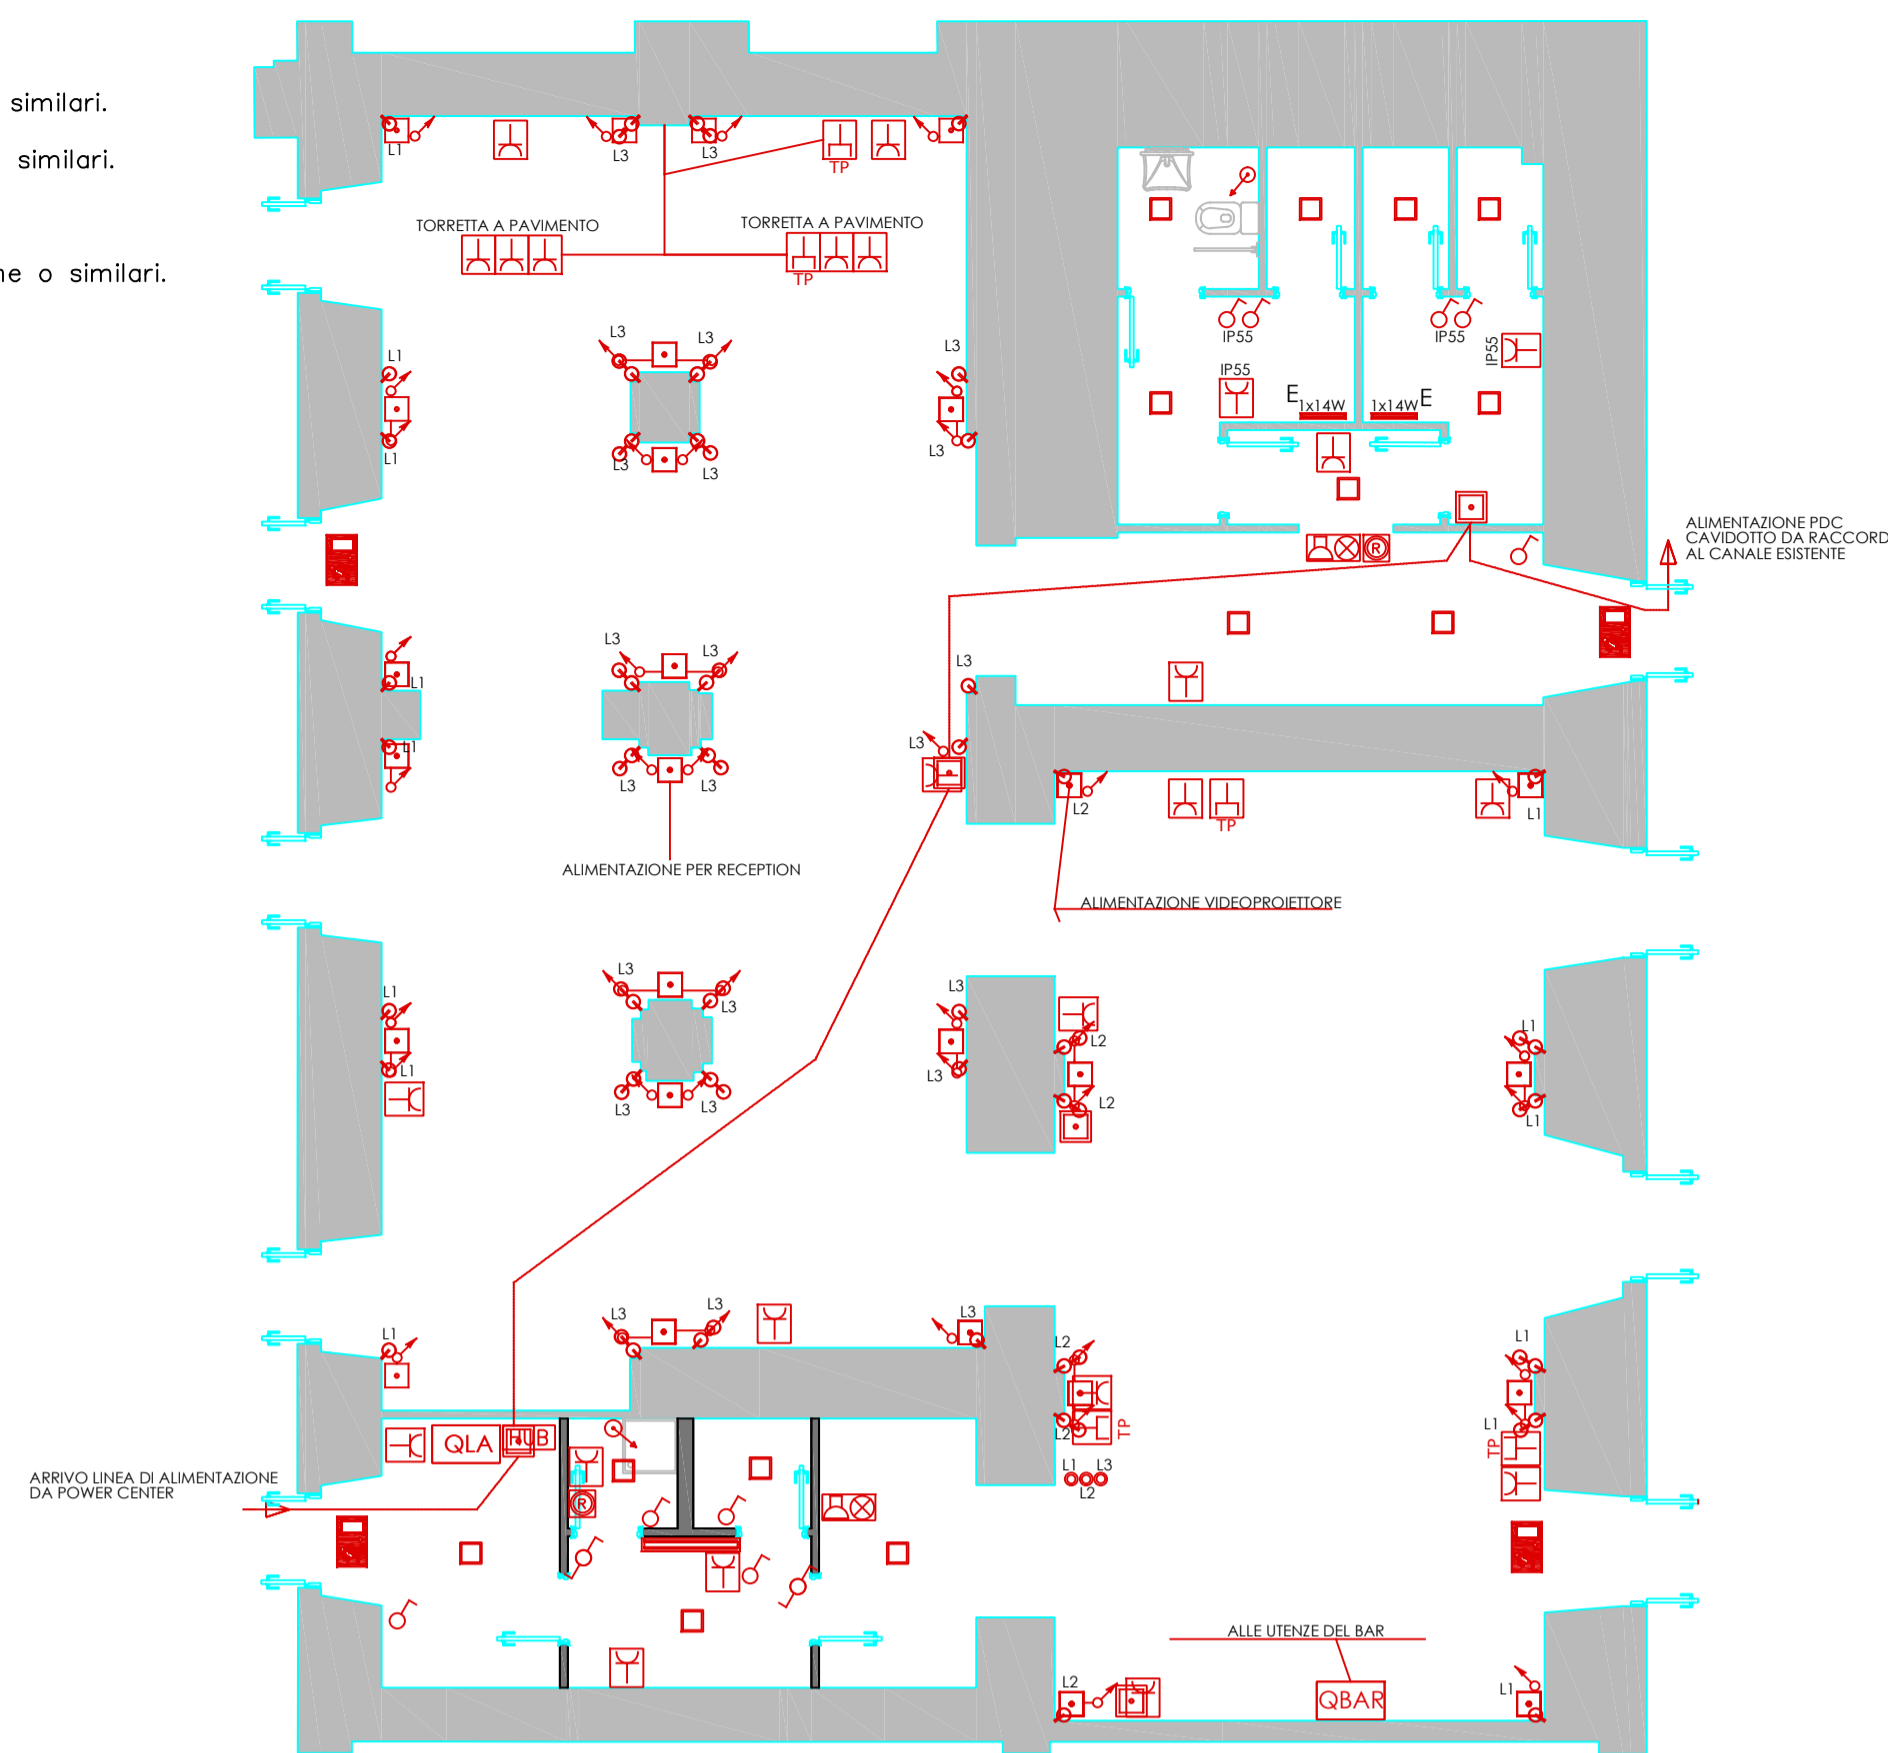 similari.
similari.
ne o similari.
L1
L3
L3
TP
TORRETTA A PAVIMENTO
TORRETTA A PAVIMENTO
TP
L3
L3
L1
L3
IP55
IP55
IP55
IP55
E
1x14W
1x14W
E
L1
L3
L3
L3
R
ALIMENTAZIONE PDC
CAVIDOTTO DA RACCORD
AL CANALE ESISTENTE
L3
L3
L3
L1
L1
L3
L3
L3
L2
TP
L1
ALIMENTAZIONE PER RECEPTION
ALIMENTAZIONE VIDEOPROIETTORE
L3
L1
L3
L3
L1
L2
L1
L3
L3
L3
L2
L1
L3
L3
L3
L1
L2
L1
L2
TP
L1
TP
QLA
HUB
L1
L3
L2
ARRIVO LINEA DI ALIMENTAZIONE
DA POWER CENTER
R
ALLE UTENZE DEL BAR
L2
QBAR
L1